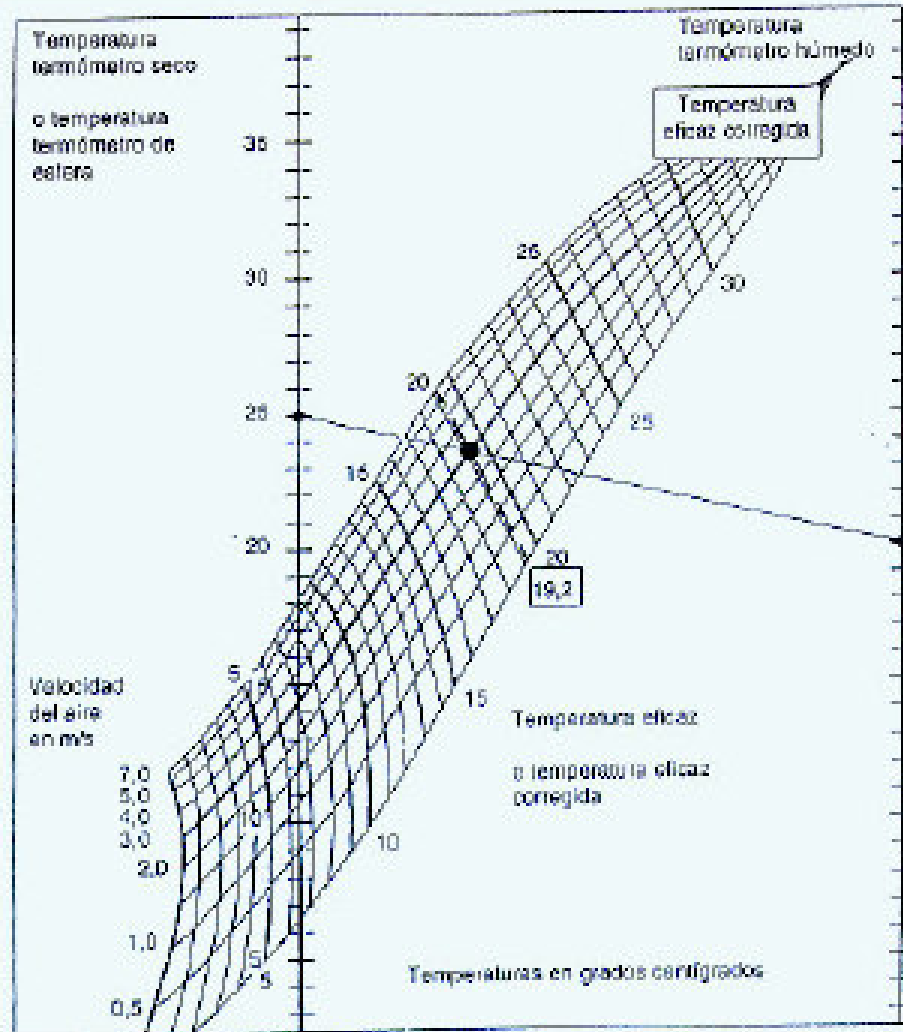 Temperatura
termómetro seco
o temperatura
termómetro de
esfera
Temperatura
termómetro húmedo
Temperatura
eficaz corregida
35
30
25
20
15
10
5
26
20
15
5
30
25
20
19,2
15
10
5
Velocidad
del aire
en m/s
7,0
5,0
4,0
3,0
2,0
1,0
0,5
Temperatura eficaz
o temperatura eficaz
corregida
Temperaturas en grados centígrados